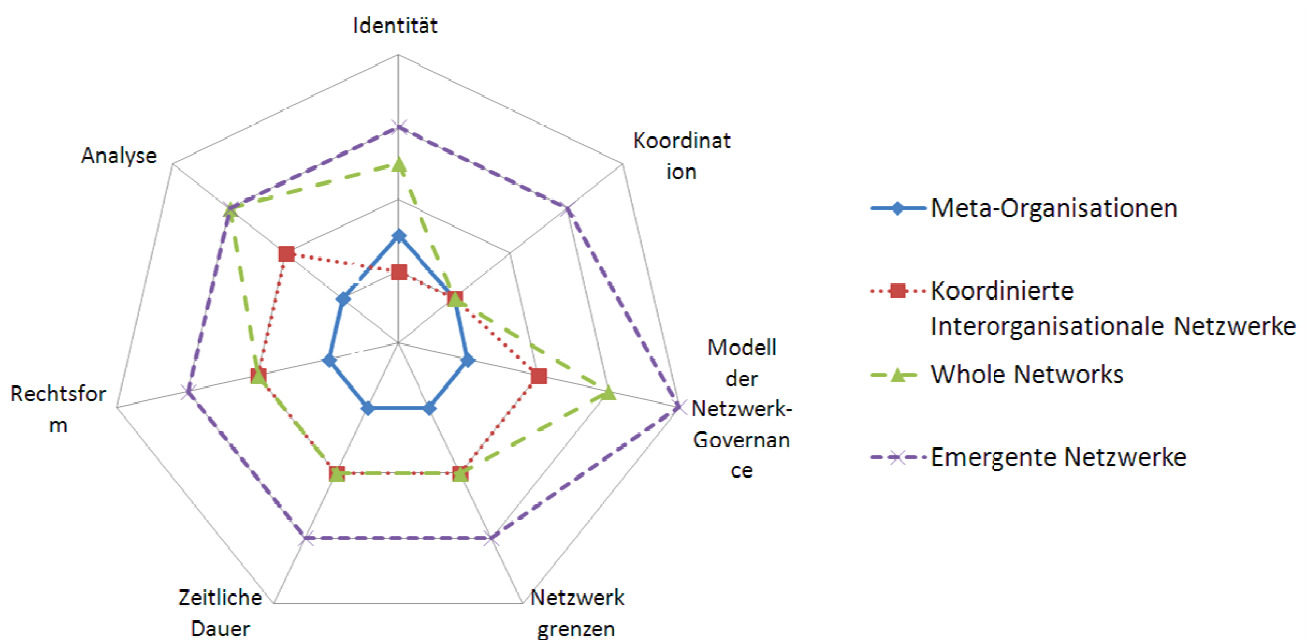 Identität
Koordinat
ion
Modell
der
Netzwerk-
Governan
ce
Netzwerk
grenzen
Zeitliche
Dauer
Rechtsfor
m
Analyse
Meta-Organisationen
Koordinierte
Interorganisationale Netzwerke
Whole Networks
Emergente Netzwerke